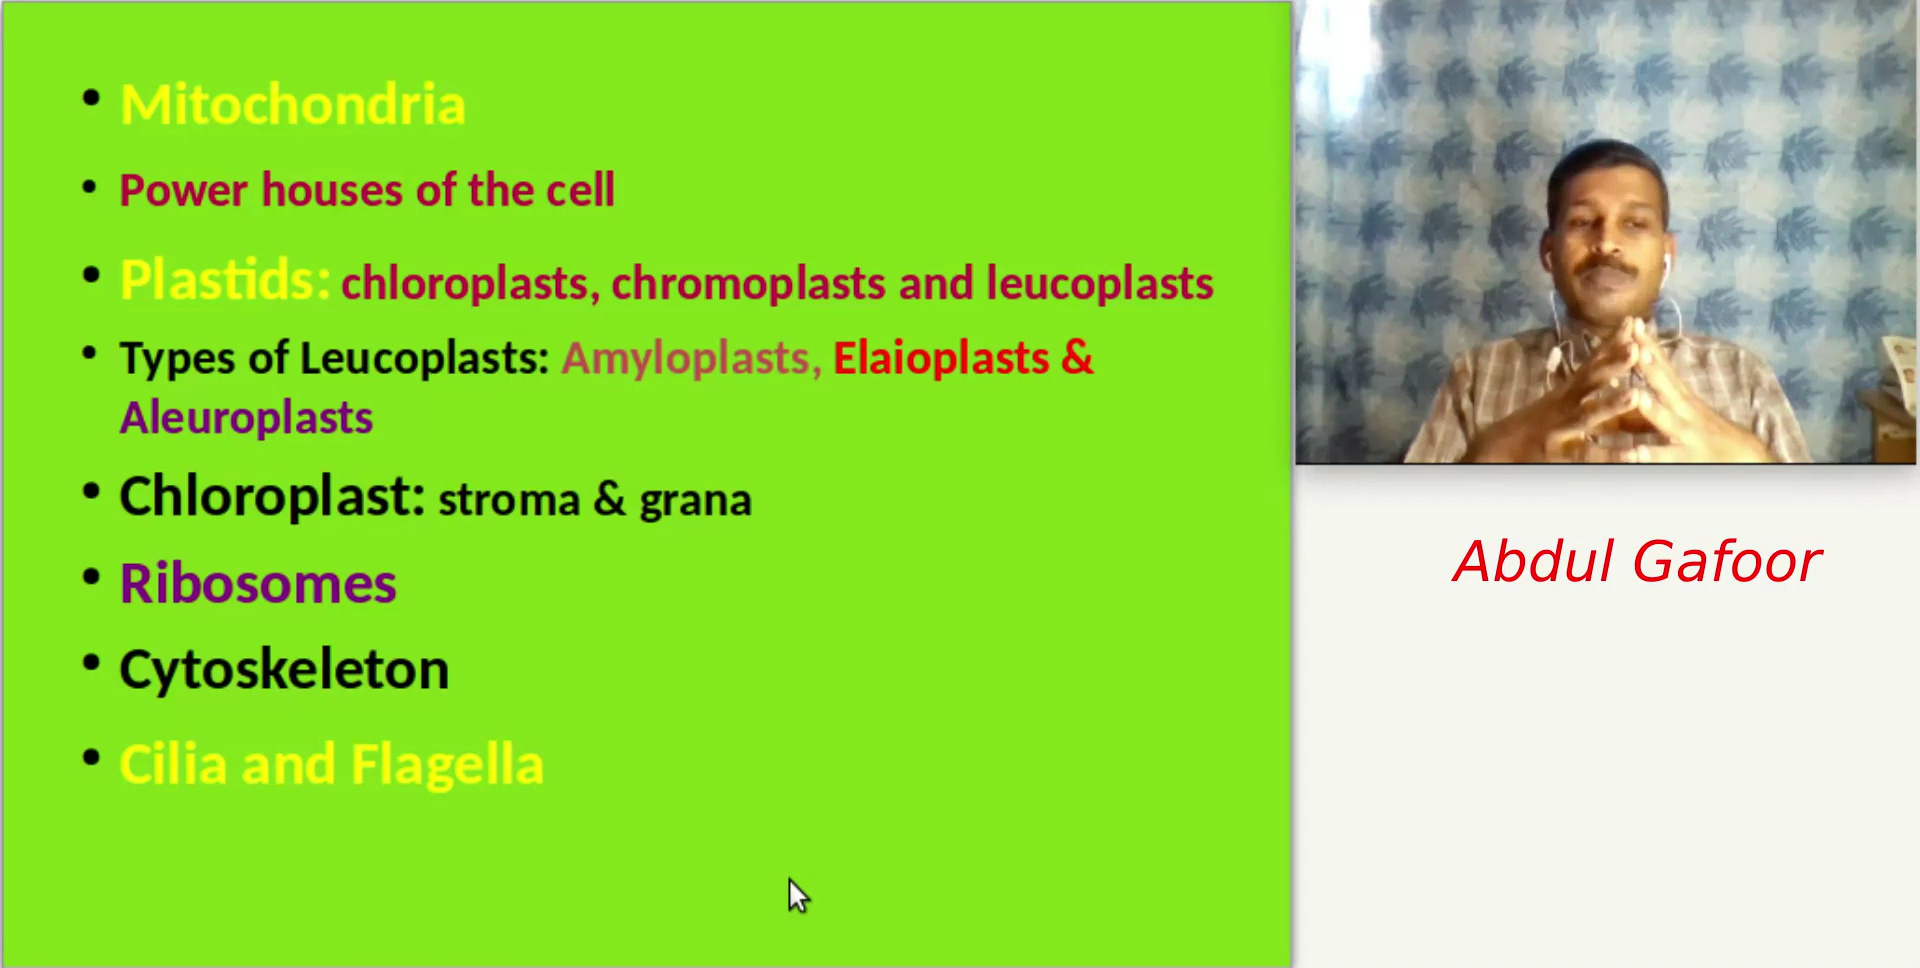 Mitochondria
Power houses of the cell
Plastids: chloroplasts, chromoplasts and leucoplasts
Types of Leucoplasts: Amyloplasts, Elaioplasts &
Aleuroplasts
Chloroplast: stroma & grana
Ribosomes
Cytoskeleton
Cilia and Flagella
Abdul Gafoor